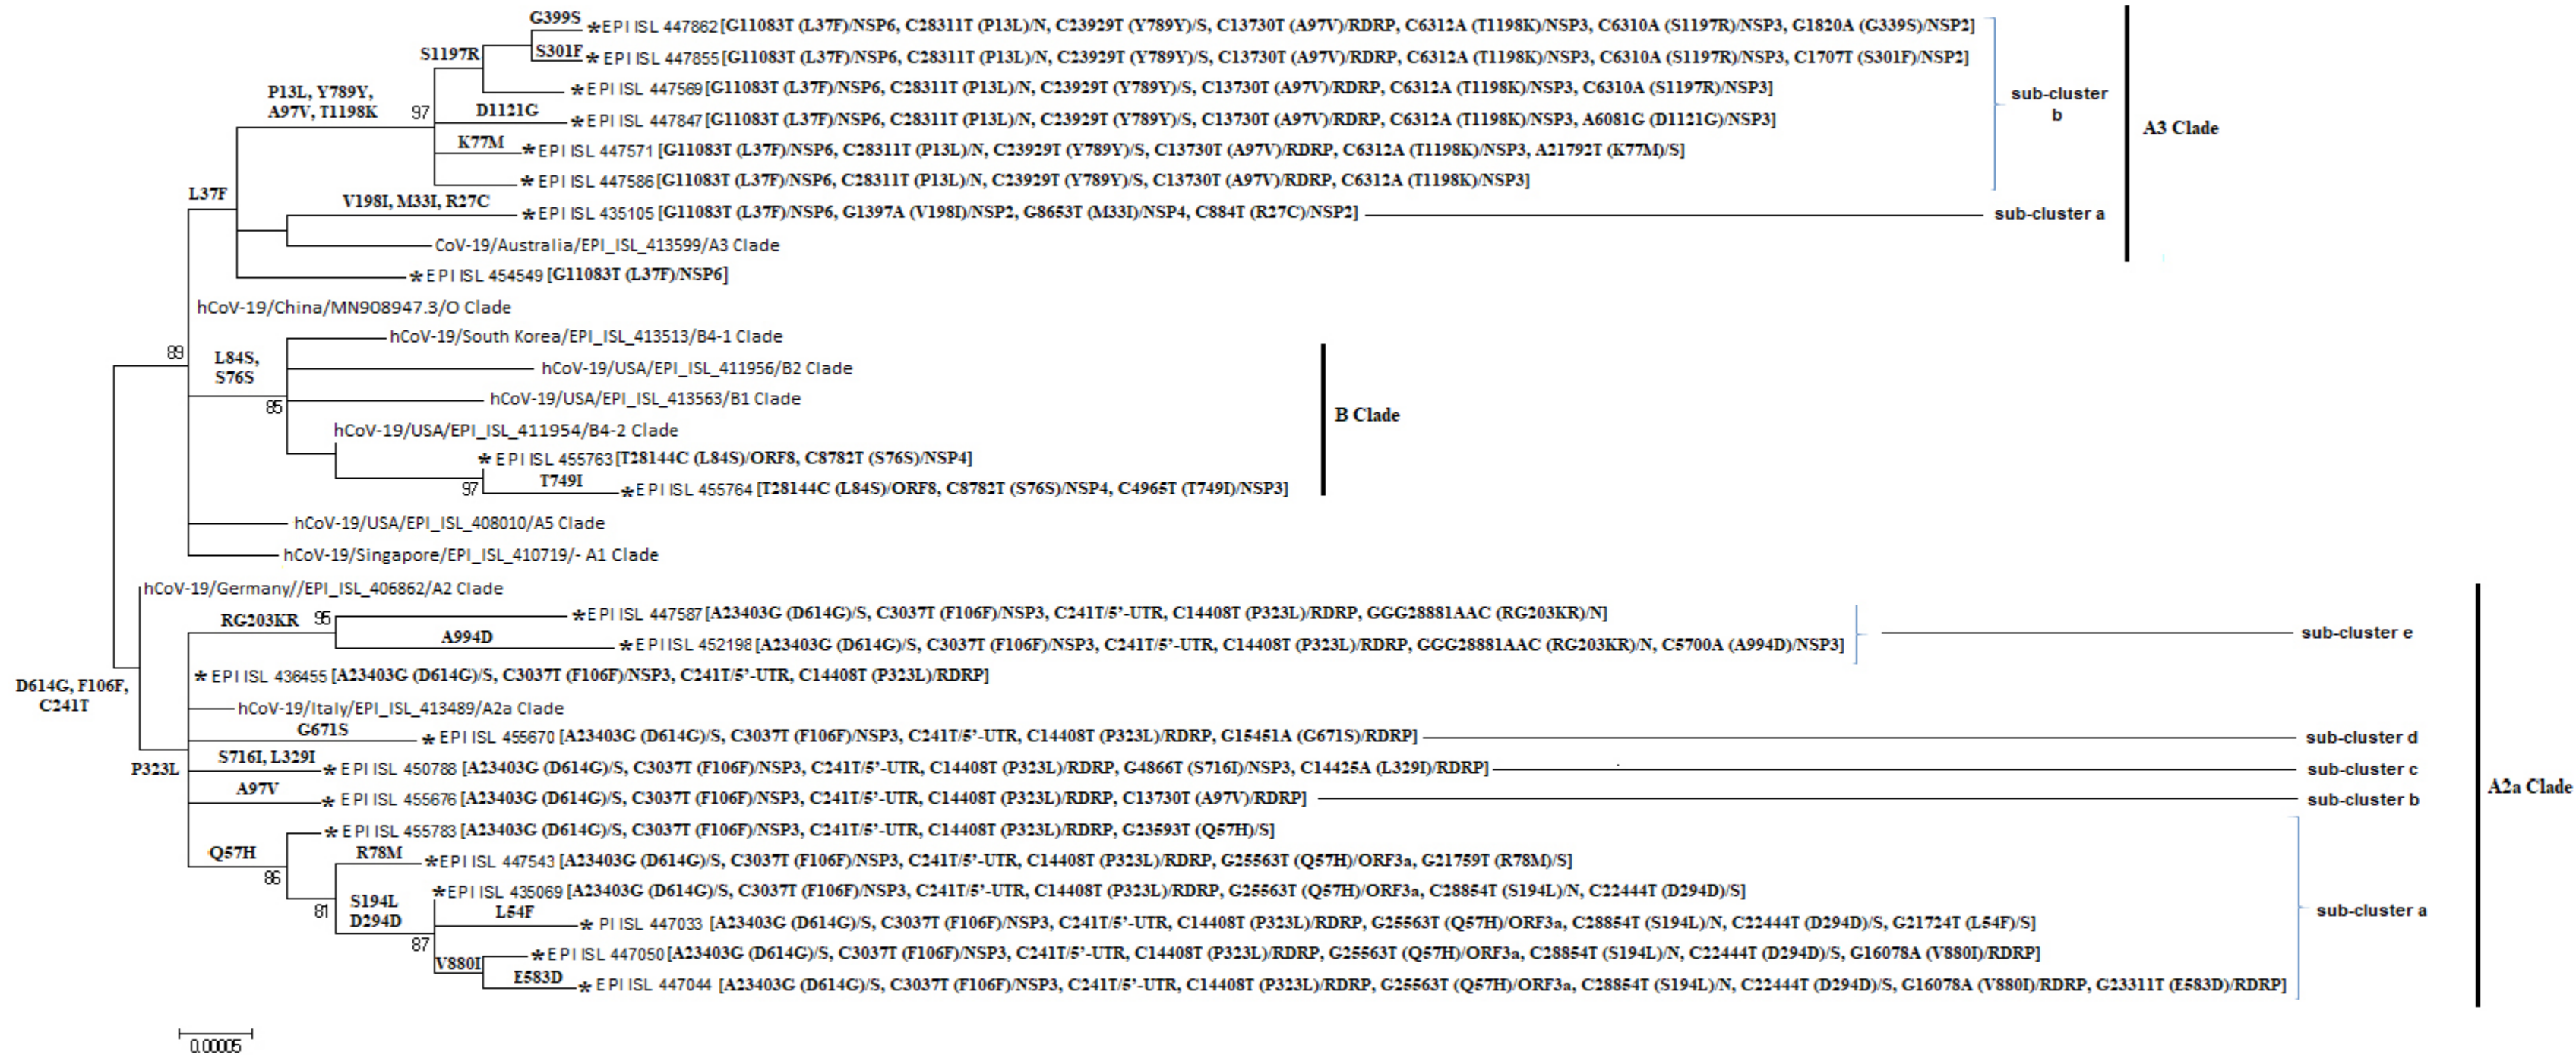 G399S
*EPI ISL 447862 [G11083T (L37F)/NSP6, C28311T (P13L)/N, C23929T (Y789Y)/S, C13730T (A97V)/RDRP, C6312A (T1198K)/NSP3, C6310A (S1197R)/NSP3, G1820A (G339S)/NSP2]
S1197R
S301F
*EPI ISL 447855 [G11083T (L37F)/NSP6, C28311T (P13L)/N, C23929T (Y789Y)/S, C13730T (A97V)/RDRP, C6312A (T1198K)/NSP3, C6310A (S1197R)/NSP3, C1707T (S301F)/NSP2]
P13L, Y789Y,
A97V, T1198K
97
*EPI ISL 447569 [G11083T (L37F)/NSP6, C28311T (P13L)/N, C23929T (Y789Y)/S, C13730T (A97V)/RDRP, C6312A (T1198K)/NSP3, C6310A (S1197R)/NSP3]
sub-cluster
b
D1121G
*EPI ISL 447847 [G11083T (L37F)/NSP6, C28311T (P13L)/N, C23929T (Y789Y)/S, C13730T (A97V)/RDRP, C6312A (T1198K)/NSP3, A6081G (D1121G)/NSP3]
A3 Clade
K77M
*EPI ISL 447571 [G11083T (L37F)/NSP6, C28311T (P13L)/N, C23929T (Y789Y)/S, C13730T (A97V)/RDRP, C6312A (T1198K)/NSP3, A21792T (K77M)/S]
*EPI ISL 447586 [G11083T (L37F)/NSP6, C28311T (P13L)/N, C23929T (Y789Y)/S, C13730T (A97V)/RDRP, C6312A (T1198K)/NSP3]
L37F
V198I, M33I, R27C
*EPI ISL 435105 [G11083T (L37F)/NSP6, G1397A (V198I)/NSP2, G8653T (M33I)/NSP4, C884T (R27C)/NSP2]
sub-cluster a
CoV-19/Australia/EPI_ISL_413599/A3 Clade
*EPI ISL 454549 [G11083T (L37F)/NSP6]
hCoV-19/China/MN908947.3/O Clade
hCoV-19/South Korea/EPI_ISL_413513/B4-1 Clade
89
L84S,
S76S
hCoV-19/USA/EPI_ISL_411956/B2 Clade
85
hCoV-19/USA/EPI_ISL_413563/B1 Clade
B Clade
hCoV-19/USA/EPI_ISL_411954/B4-2 Clade
*EPI ISL 455763 [T28144C (L84S)/ORF8, C8782T (S76S)/NSP4]
97
T749I
*EPI ISL 455764 [T28144C (L84S)/ORF8, C8782T (S76S)/NSP4, C4965T (T749I)/NSP3]
hCoV-19/USA/EPI_ISL_408010/A5 Clade
hCoV-19/Singapore/EPI_ISL_410719/- A1 Clade
hCoV-19/Germany//EPI_ISL_406862/A2 Clade
RG203KR
95
*EPI ISL 447587 [A23403G (D614G)/S, C3037T (F106F)/NSP3, C241T/5’-UTR, C14408T (P323L)/RDRP, GGG28881AAC (RG203KR)/N]
A994D
*EPI ISL 452198 [A23403G (D614G)/S, C3037T (F106F)/NSP3, C241T/5’-UTR, C14408T (P323L)/RDRP, GGG28881AAC (RG203KR)/N, C5700A (A994D)/NSP3]
sub-cluster e
*EPI ISL 436455 [A23403G (D614G)/S, C3037T (F106F)/NSP3, C241T/5’-UTR, C14408T (P323L)/RDRP]
D614G, F106F,
C241T
hCoV-19/Italy/EPI_ISL_413489/A2a Clade
G671S
*EPI ISL 455670 [A23403G (D614G)/S, C3037T (F106F)/NSP3, C241T/5’-UTR, C14408T (P323L)/RDRP, G15451A (G671S)/RDRP]
sub-cluster d
P323L
S716I, L329I
*EPI ISL 450788 [A23403G (D614G)/S, C3037T (F106F)/NSP3, C241T/5’-UTR, C14408T (P323L)/RDRP, G4866T (S716I)/NSP3, C14425A (L329I)/RDRP]
sub-cluster c
A2a Clade
A97V
*EPI ISL 455676 [A23403G (D614G)/S, C3037T (F106F)/NSP3, C241T/5’-UTR, C14408T (P323L)/RDRP, C13730T (A97V)/RDRP]
sub-cluster b
*EPI ISL 455783 [A23403G (D614G)/S, C3037T (F106F)/NSP3, C241T/5’-UTR, C14408T (P323L)/RDRP, G23593T (Q57H)/S]
Q57H
86
R78M
*EPI ISL 447543 [A23403G (D614G)/S, C3037T (F106F)/NSP3, C241T/5’-UTR, C14408T (P323L)/RDRP, G25563T (Q57H)/ORF3a, G21759T (R78M)/S]
*EPI ISL 435069 [A23403G (D614G)/S, C3037T (F106F)/NSP3, C241T/5’-UTR, C14408T (P323L)/RDRP, G25563T (Q57H)/ORF3a, C28854T (S194L)/N, C22444T (D294D)/S]
81
S194L
D294D
L54F
* PI ISL 447033 [A23403G (D614G)/S, C3037T (F106F)/NSP3, C241T/5’-UTR, C14408T (P323L)/RDRP, G25563T (Q57H)/ORF3a, C28854T (S194L)/N, C22444T (D294D)/S, G21724T (L54F)/S]
sub-cluster a
87
*EPI ISL 447050 [A23403G (D614G)/S, C3037T (F106F)/NSP3, C241T/5’-UTR, C14408T (P323L)/RDRP, G25563T (Q57H)/ORF3a, C28854T (S194L)/N, C22444T (D294D)/S, G16078A (V880I)/RDRP]
V880I
E583D
* EPI ISL 447044 [A23403G (D614G)/S, C3037T (F106F)/NSP3, C241T/5’-UTR, C14408T (P323L)/RDRP, G25563T (Q57H)/ORF3a, C28854T (S194L)/N, C22444T (D294D)/S, G16078A (V880I)/RDRP, G23311T (E583D)/RDRP]
0.00005